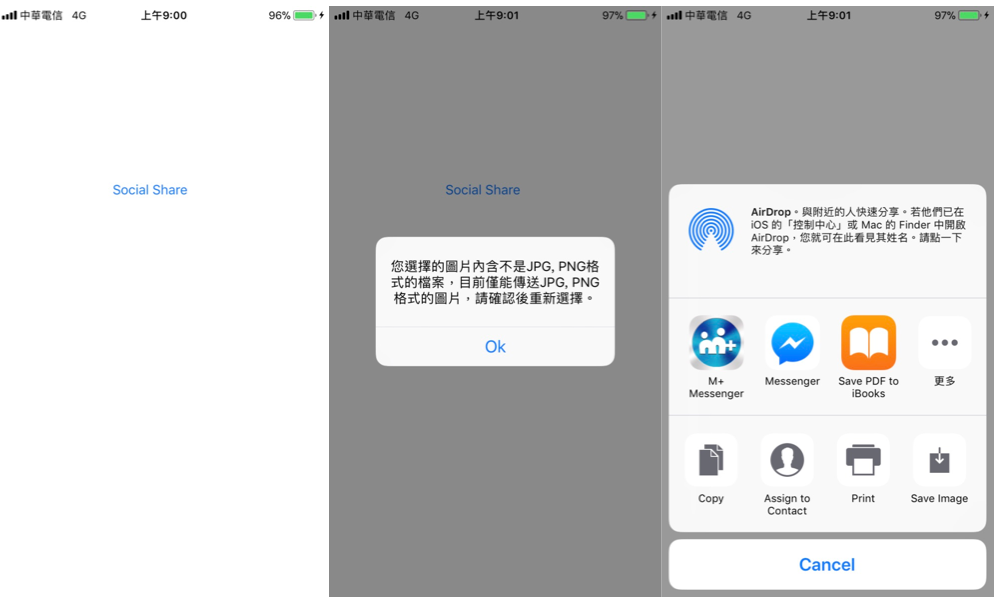 中華電信 4G 上午9:00 96%
Social Share
中華電信 4G 上午9:01 97%
Social Share
您選擇的圖片內含不是JPG, PNG格
式的檔案，目前僅能傳送JPG, PNG
格式的圖片，請確認後重新選擇。
Ok
中華電信 4G 上午9:01 97%
AirDrop。與附近的人快速分享。若他們已在
iOS 的「控制中心」或 Mac 的 Finder 中開啟
AirDrop，您就可在此看見其姓名。請點一下
來分享。
M+
Messenger
Messenger
Save PDF to
iBooks
更多
Copy
Assign to
Contact
Print
Save Image
Cancel